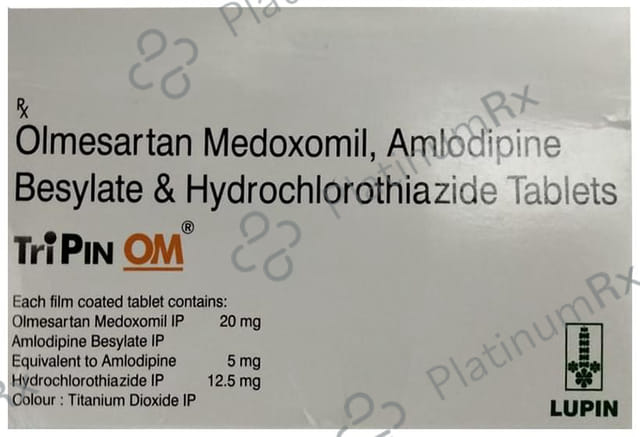 Rx
Olmesartan Medoxomil, Amlodipine
Besylate & Hydrochlorothiazide Tablets
TriPin OM®
Each film coated tablet contains:
Olmesartan Medoxomil IP 20 mg
Amlodipine Besylate IP
Equivalent to Amlodipine 5 mg
Hydrochlorothiazide IP 12.5 mg
Colour : Titanium Dioxide IP
LUPIN
PlatinumRx
PlatinumRx
PlatinumRx